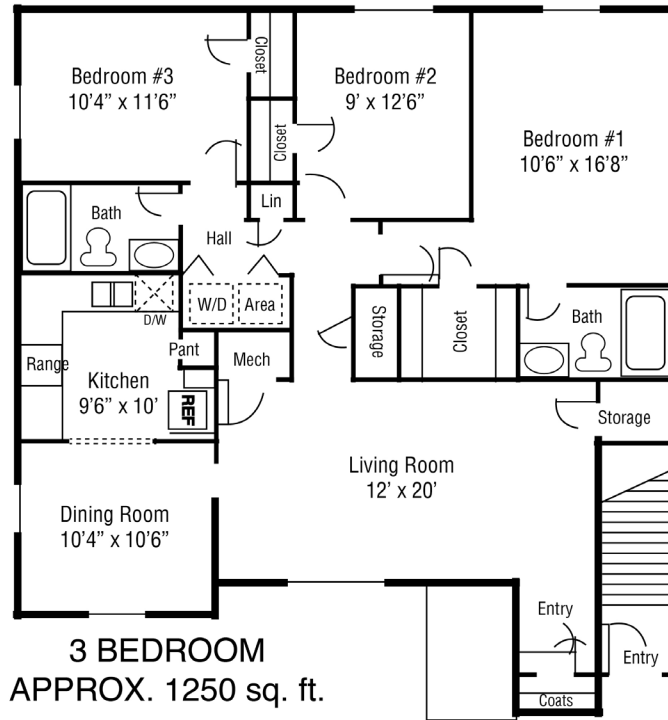 Bedroom #3
10'4" x 11'6"
Closet
Bedroom #2
9' x 12'6"
Bedroom #1
10'6" x 16'8"
Closet
Lin
Bath
Hall
W/D
Area
D/W
Storage
Closet
Bath
Range
Pant
Mech
Kitchen
9'6" x 10'
REF
Storage
Living Room
12' x 20'
Dining Room
10'4" x 10'6"
Entry
Entry
Coats
3 BEDROOM
APPROX. 1250 sq. ft.